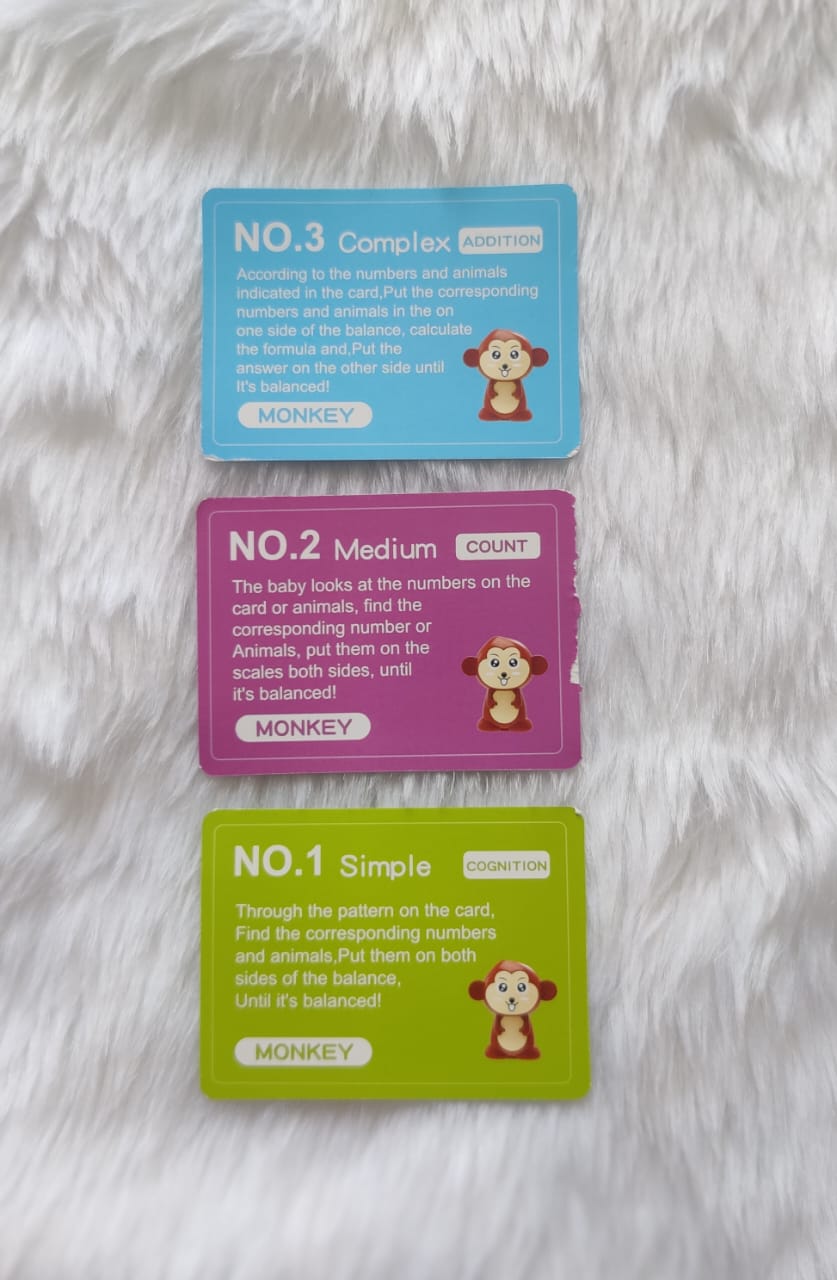 NO.3 Complex ADDITION
According to the numbers and animals
indicated in the card,Put the corresponding
numbers and animals in the on
one side of the balance, calculate
the formula and,Put the
answer on the other side until
It's balanced!
MONKEY
NO.2 Medium COUNT
The baby looks at the numbers on the
card or animals, find the
corresponding number or
Animals, put them on the
scales both sides, until
it's balanced!
MONKEY
NO.1 Simple COGNITION
Through the pattern on the card,
Find the corresponding numbers
and animals,Put them on both
sides of the balance,
Until it's balanced!
MONKEY